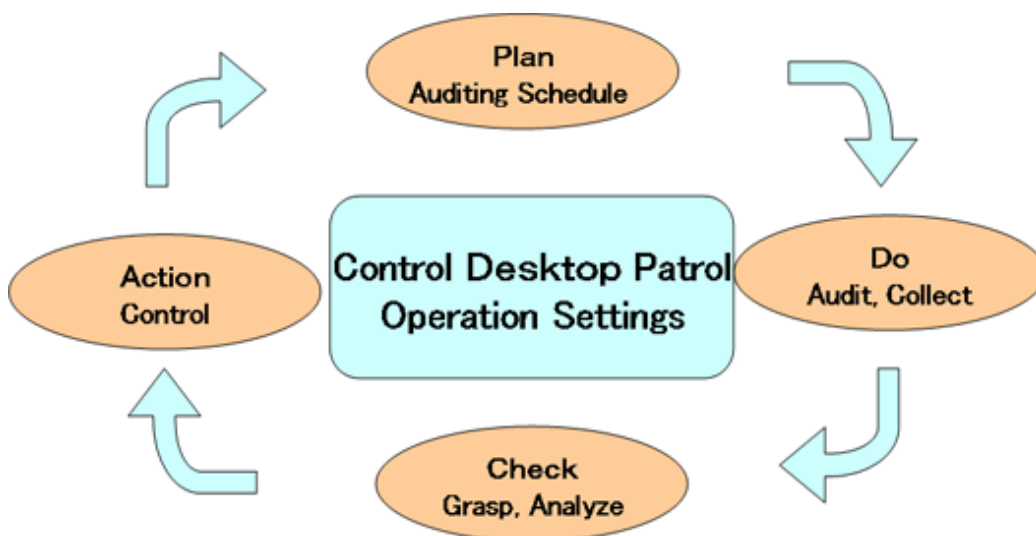 Plan
Auditing Schedule
Control Desktop Patrol
Operation Settings
Do
Audit, Collect
Action
Control
Check
Grasp, Analyze